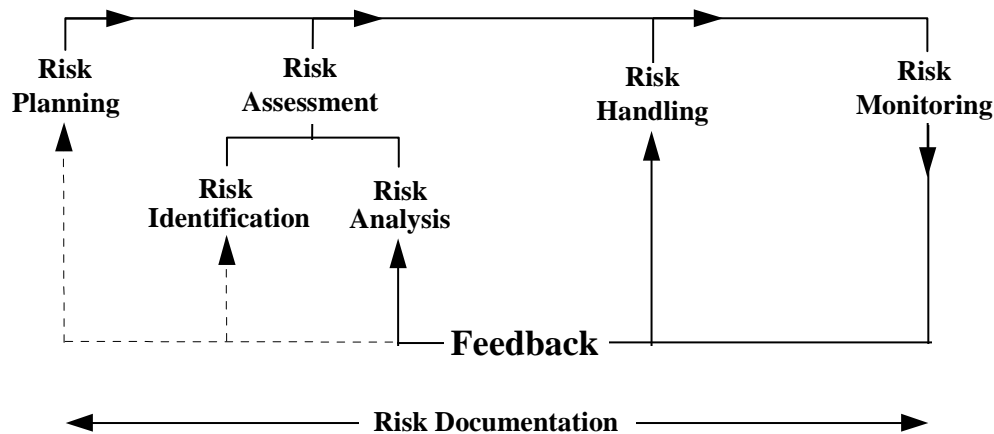 Risk
Planning
Risk
Assessment
Risk
Handling
Risk
Monitoring
Risk
Identification
Risk
Analysis
Feedback
Risk Documentation